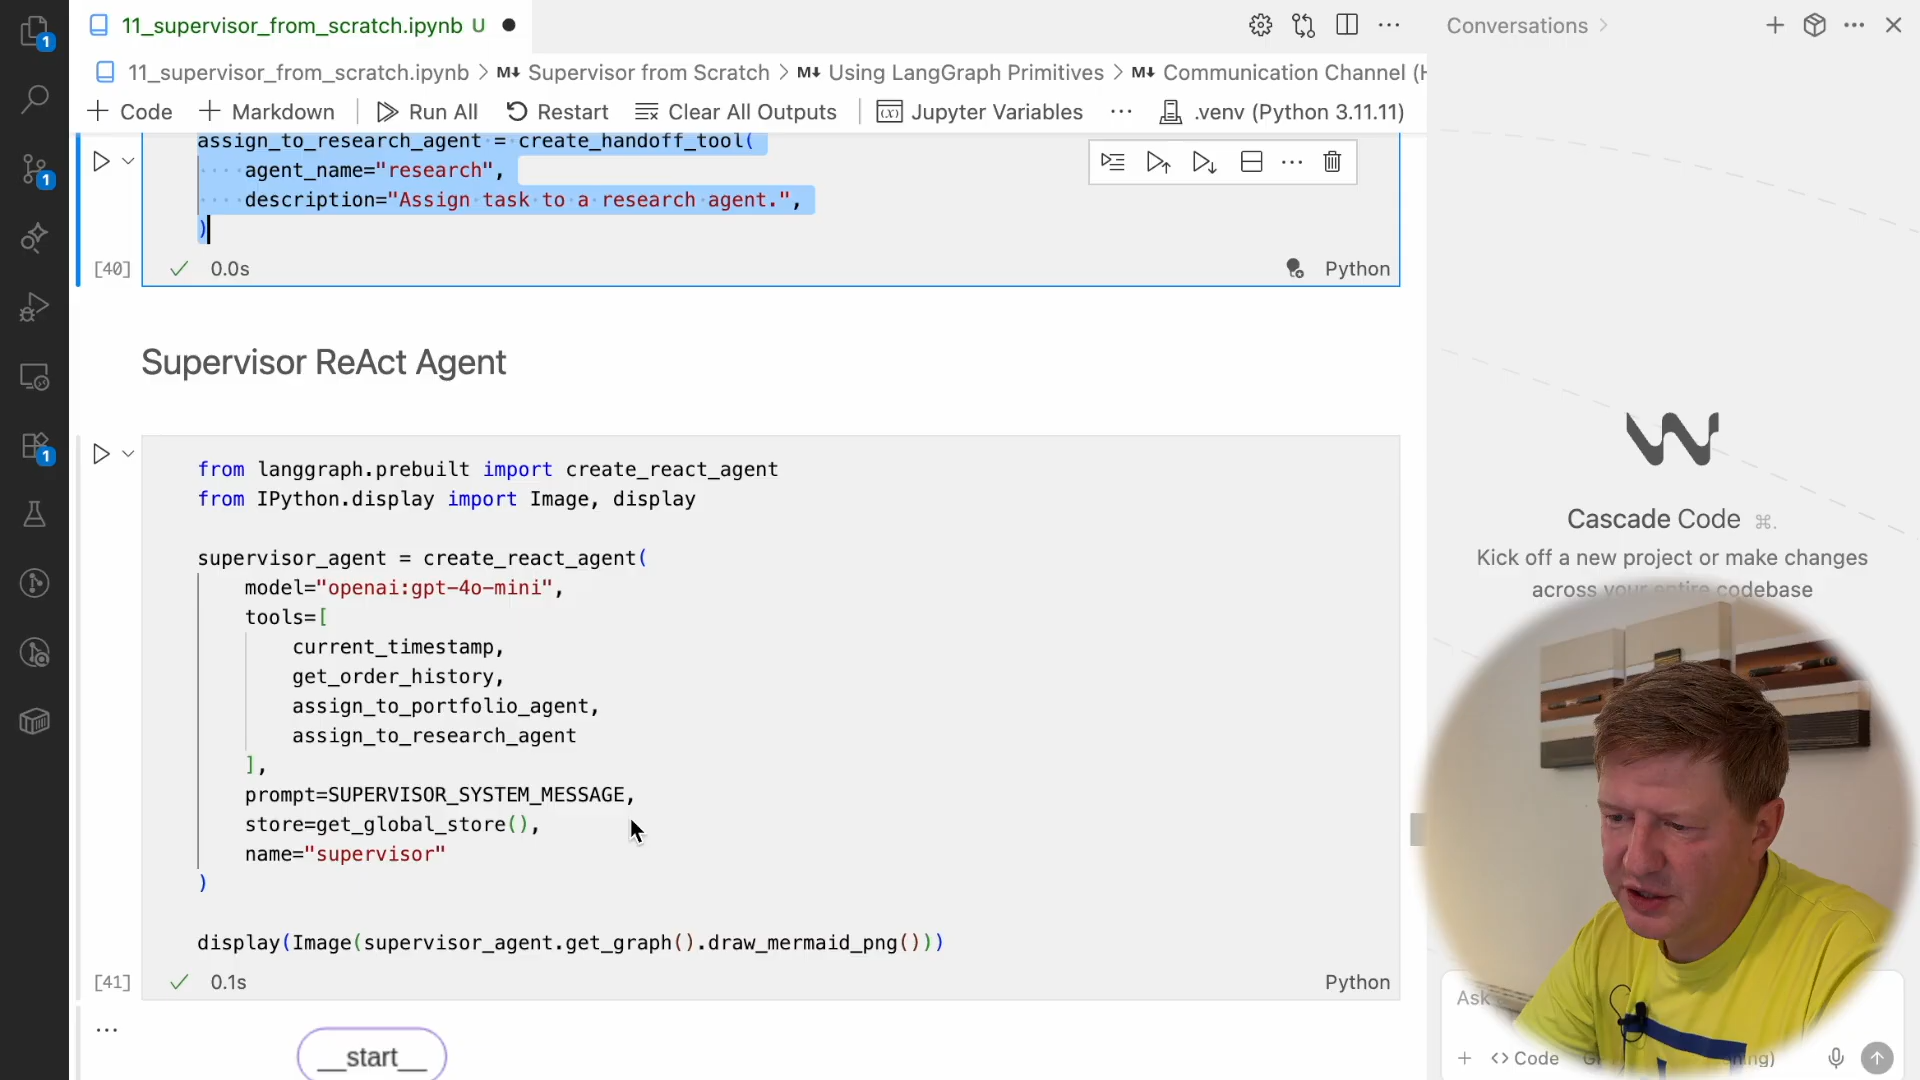 11_supervisor_from_scratch.ipynb U
Conversations
11_supervisor_from_scratch.ipynb > M↓ Supervisor from Scratch > M↓ Using LangGraph Primitives > M↓ Communication Channel (H
Code Markdown Run All Restart Clear All Outputs Jupyter Variables ... .venv (Python 3.11.11)
assign_to_research_agent = create_handoff_tool(
agent_name="research",
description="Assign task to a research agent.",
)
[40] 0.0s Python
Supervisor ReAct Agent
from langgraph.prebuilt import create_react_agent
from IPython.display import Image, display
supervisor_agent = create_react_agent(
model="openai:gpt-4o-mini",
tools=[
current_timestamp,
get_order_history,
assign_to_portfolio_agent,
assign_to_research_agent
],
prompt=SUPERVISOR_SYSTEM_MESSAGE,
store=get_global_store(),
name="supervisor"
)
display(Image(supervisor_agent.get_graph().draw_mermaid_png()))
[41] 0.1s Python
...
__start__
1
1
1
Cascade Code ⌘.
Kick off a new project or make changes
across your entire codebase
Ask
+ <> Code